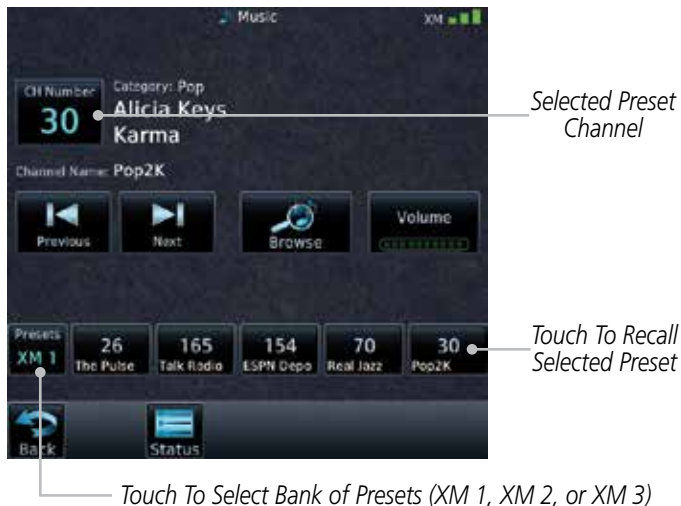 Music
XM
CH Number
30
Category: Pop
Alicia Keys
Karma
Selected Preset
Channel
Channel Name: Pop2K
Previous
Next
Browse
Volume
Presets
XM 1
26
The Pulse
165
Talk Radio
154
ESPN Depo
70
Real Jazz
30
Pop2K
Touch To Recall
Selected Preset
Back
Status
Touch To Select Bank of Presets (XM 1, XM 2, or XM 3)